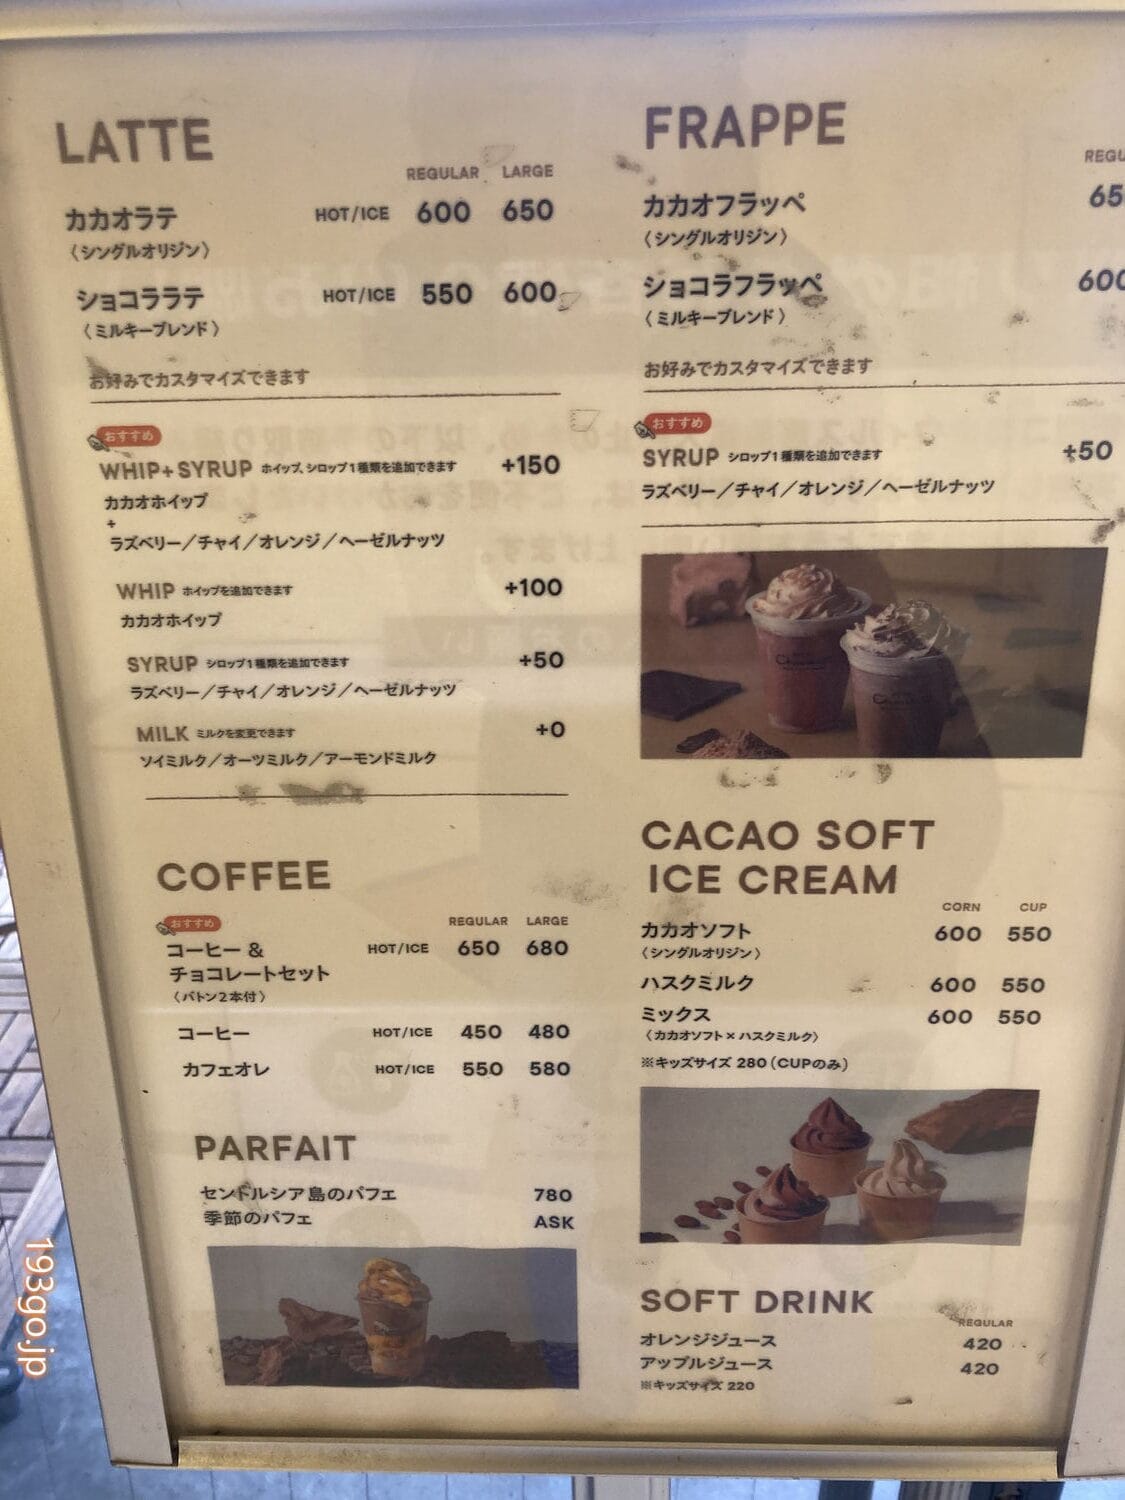 LATTE
REGULAR LARGE
カカオラテ HOT/ICE 600 650
〈シングルオリジン〉
ショコララテ HOT/ICE 550 600
〈ミルキーブレンド〉
お好みでカスタマイズできます
おすすめ
WHIP+SYRUP ホイップ、シロップ1種類を追加できます +150
カカオホイップ
+
ラズベリー／チャイ／オレンジ／ヘーゼルナッツ
WHIP ホイップを追加できます +100
カカオホイップ
SYRUP シロップ1種類を追加できます +50
ラズベリー／チャイ／オレンジ／ヘーゼルナッツ
MILK ミルクを変更できます +0
ソイミルク／オーツミルク／アーモンドミルク
COFFEE
おすすめ
REGULAR LARGE
コーヒー & HOT/ICE 650 680
チョコレートセット
〈バトン2本付〉
コーヒー HOT/ICE 450 480
カフェオレ HOT/ICE 550 580
PARFAIT
セントルシア島のパフェ 780
季節のパフェ ASK
FRAPPE
REGU
カカオフラッペ 65
〈シングルオリジン〉
ショコラフラッペ 600
〈ミルキーブレンド〉
お好みでカスタマイズできます
おすすめ
SYRUP シロップ1種類を追加できます +50
ラズベリー／チャイ／オレンジ／ヘーゼルナッツ
CACAO SOFT
ICE CREAM
CORN CUP
カカオソフト 600 550
〈シングルオリジン〉
ハスクミルク 600 550
ミックス 600 550
〈カカオソフト×ハスクミルク〉
※キッズサイズ 280（CUPのみ）
SOFT DRINK
REGULAR
オレンジジュース 420
アップルジュース 420
※キッズサイズ 220
193go.jp